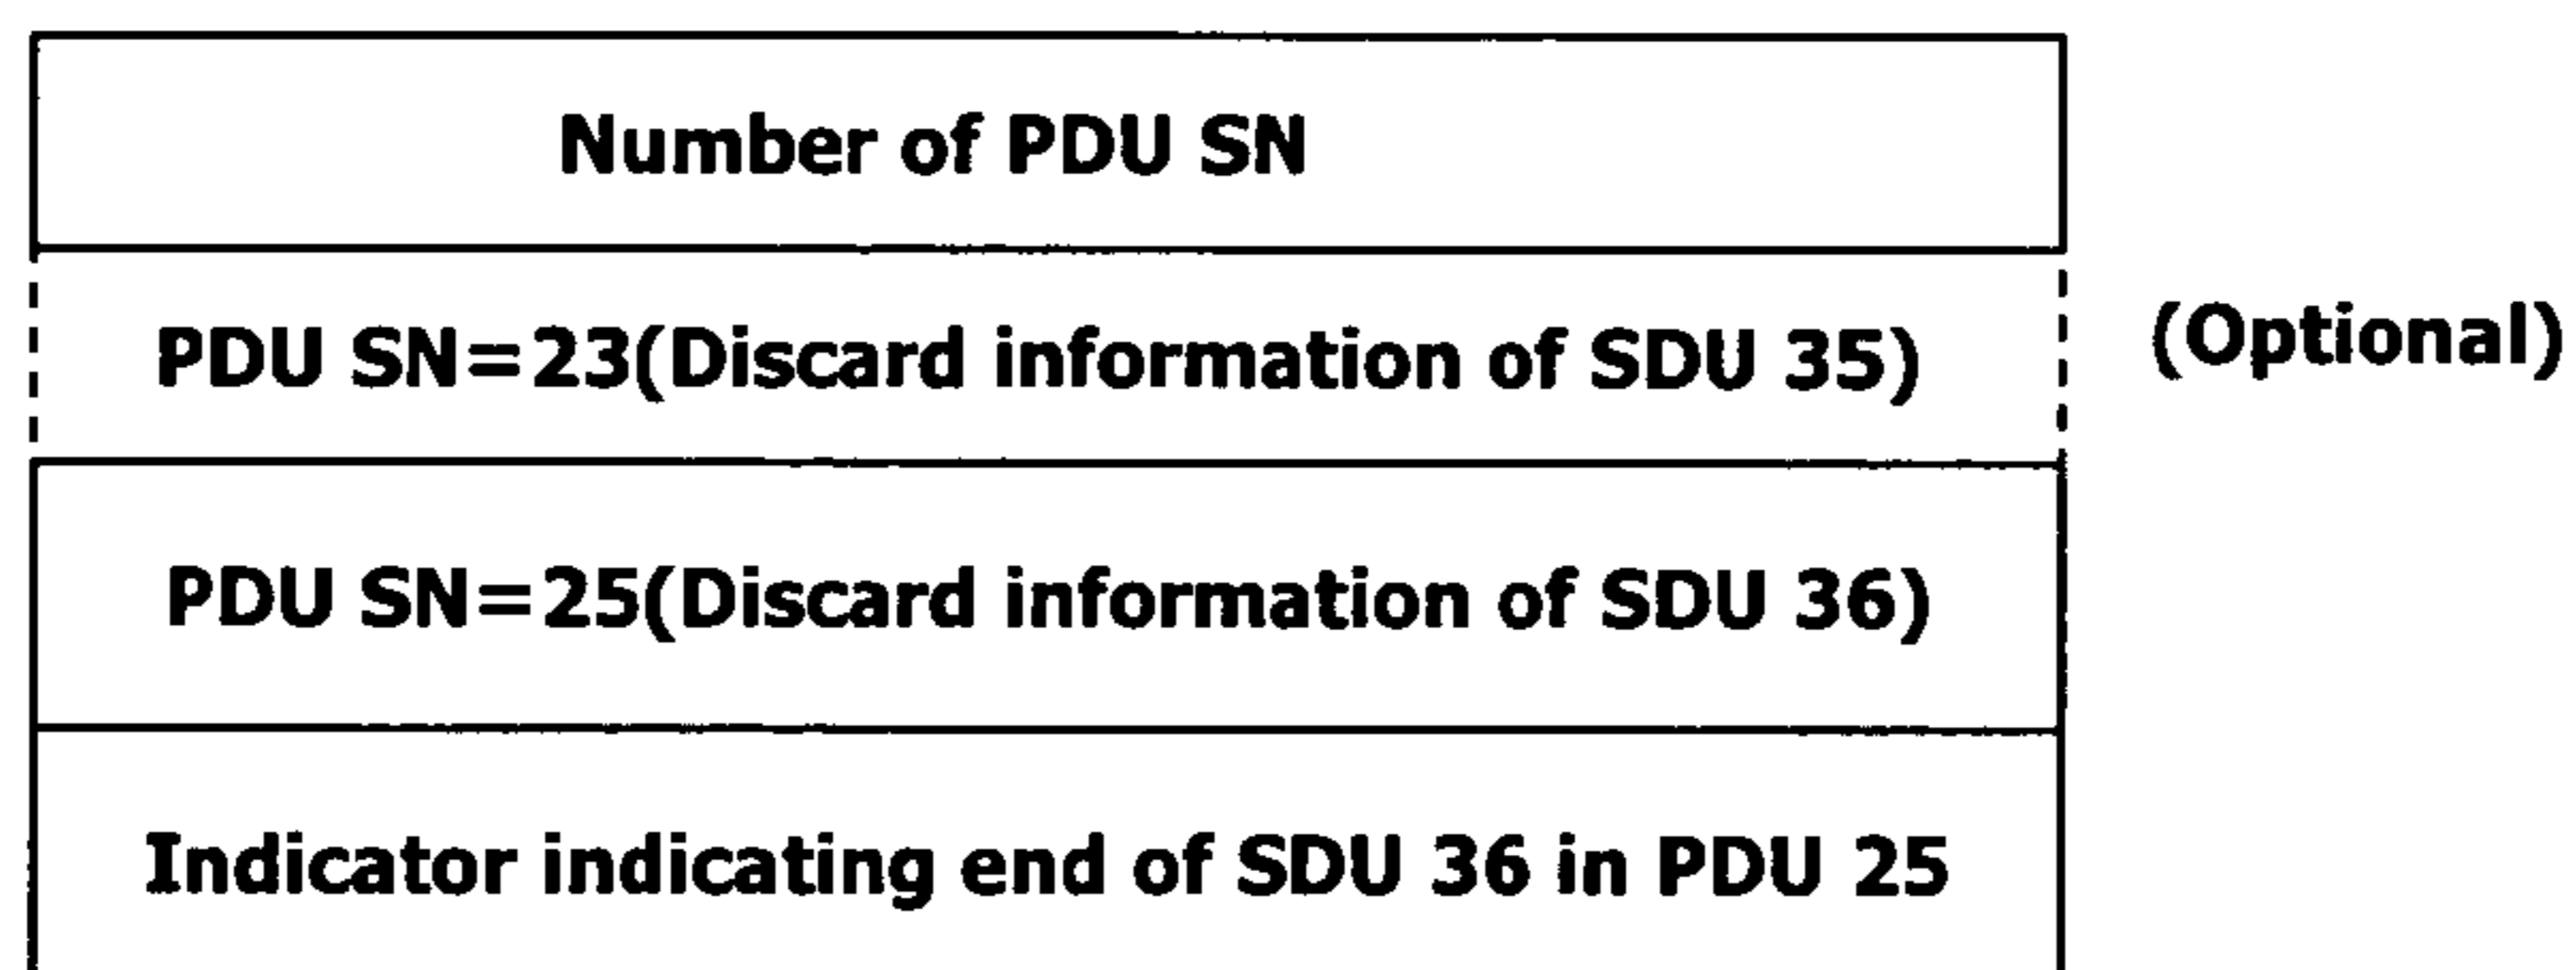 Number of PDU SN
PDU SN=23(Discard information of SDU 35)
(Optional)
PDU SN=25(Discard information of SDU 36)
Indicator indicating end of SDU 36 in PDU 25